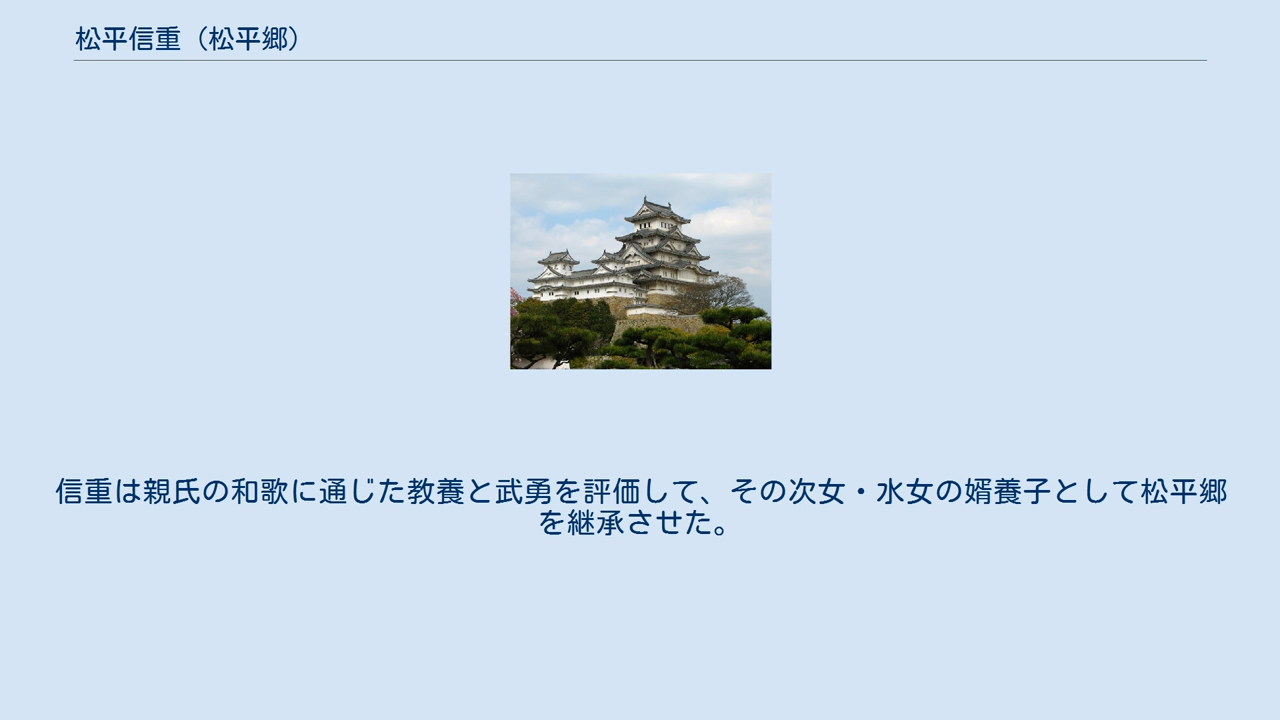 松平信重（松平郷）
信重は親氏の和歌に通じた教養と武勇を評価して、その次女・水女の婿養子として松平郷
を継承させた。